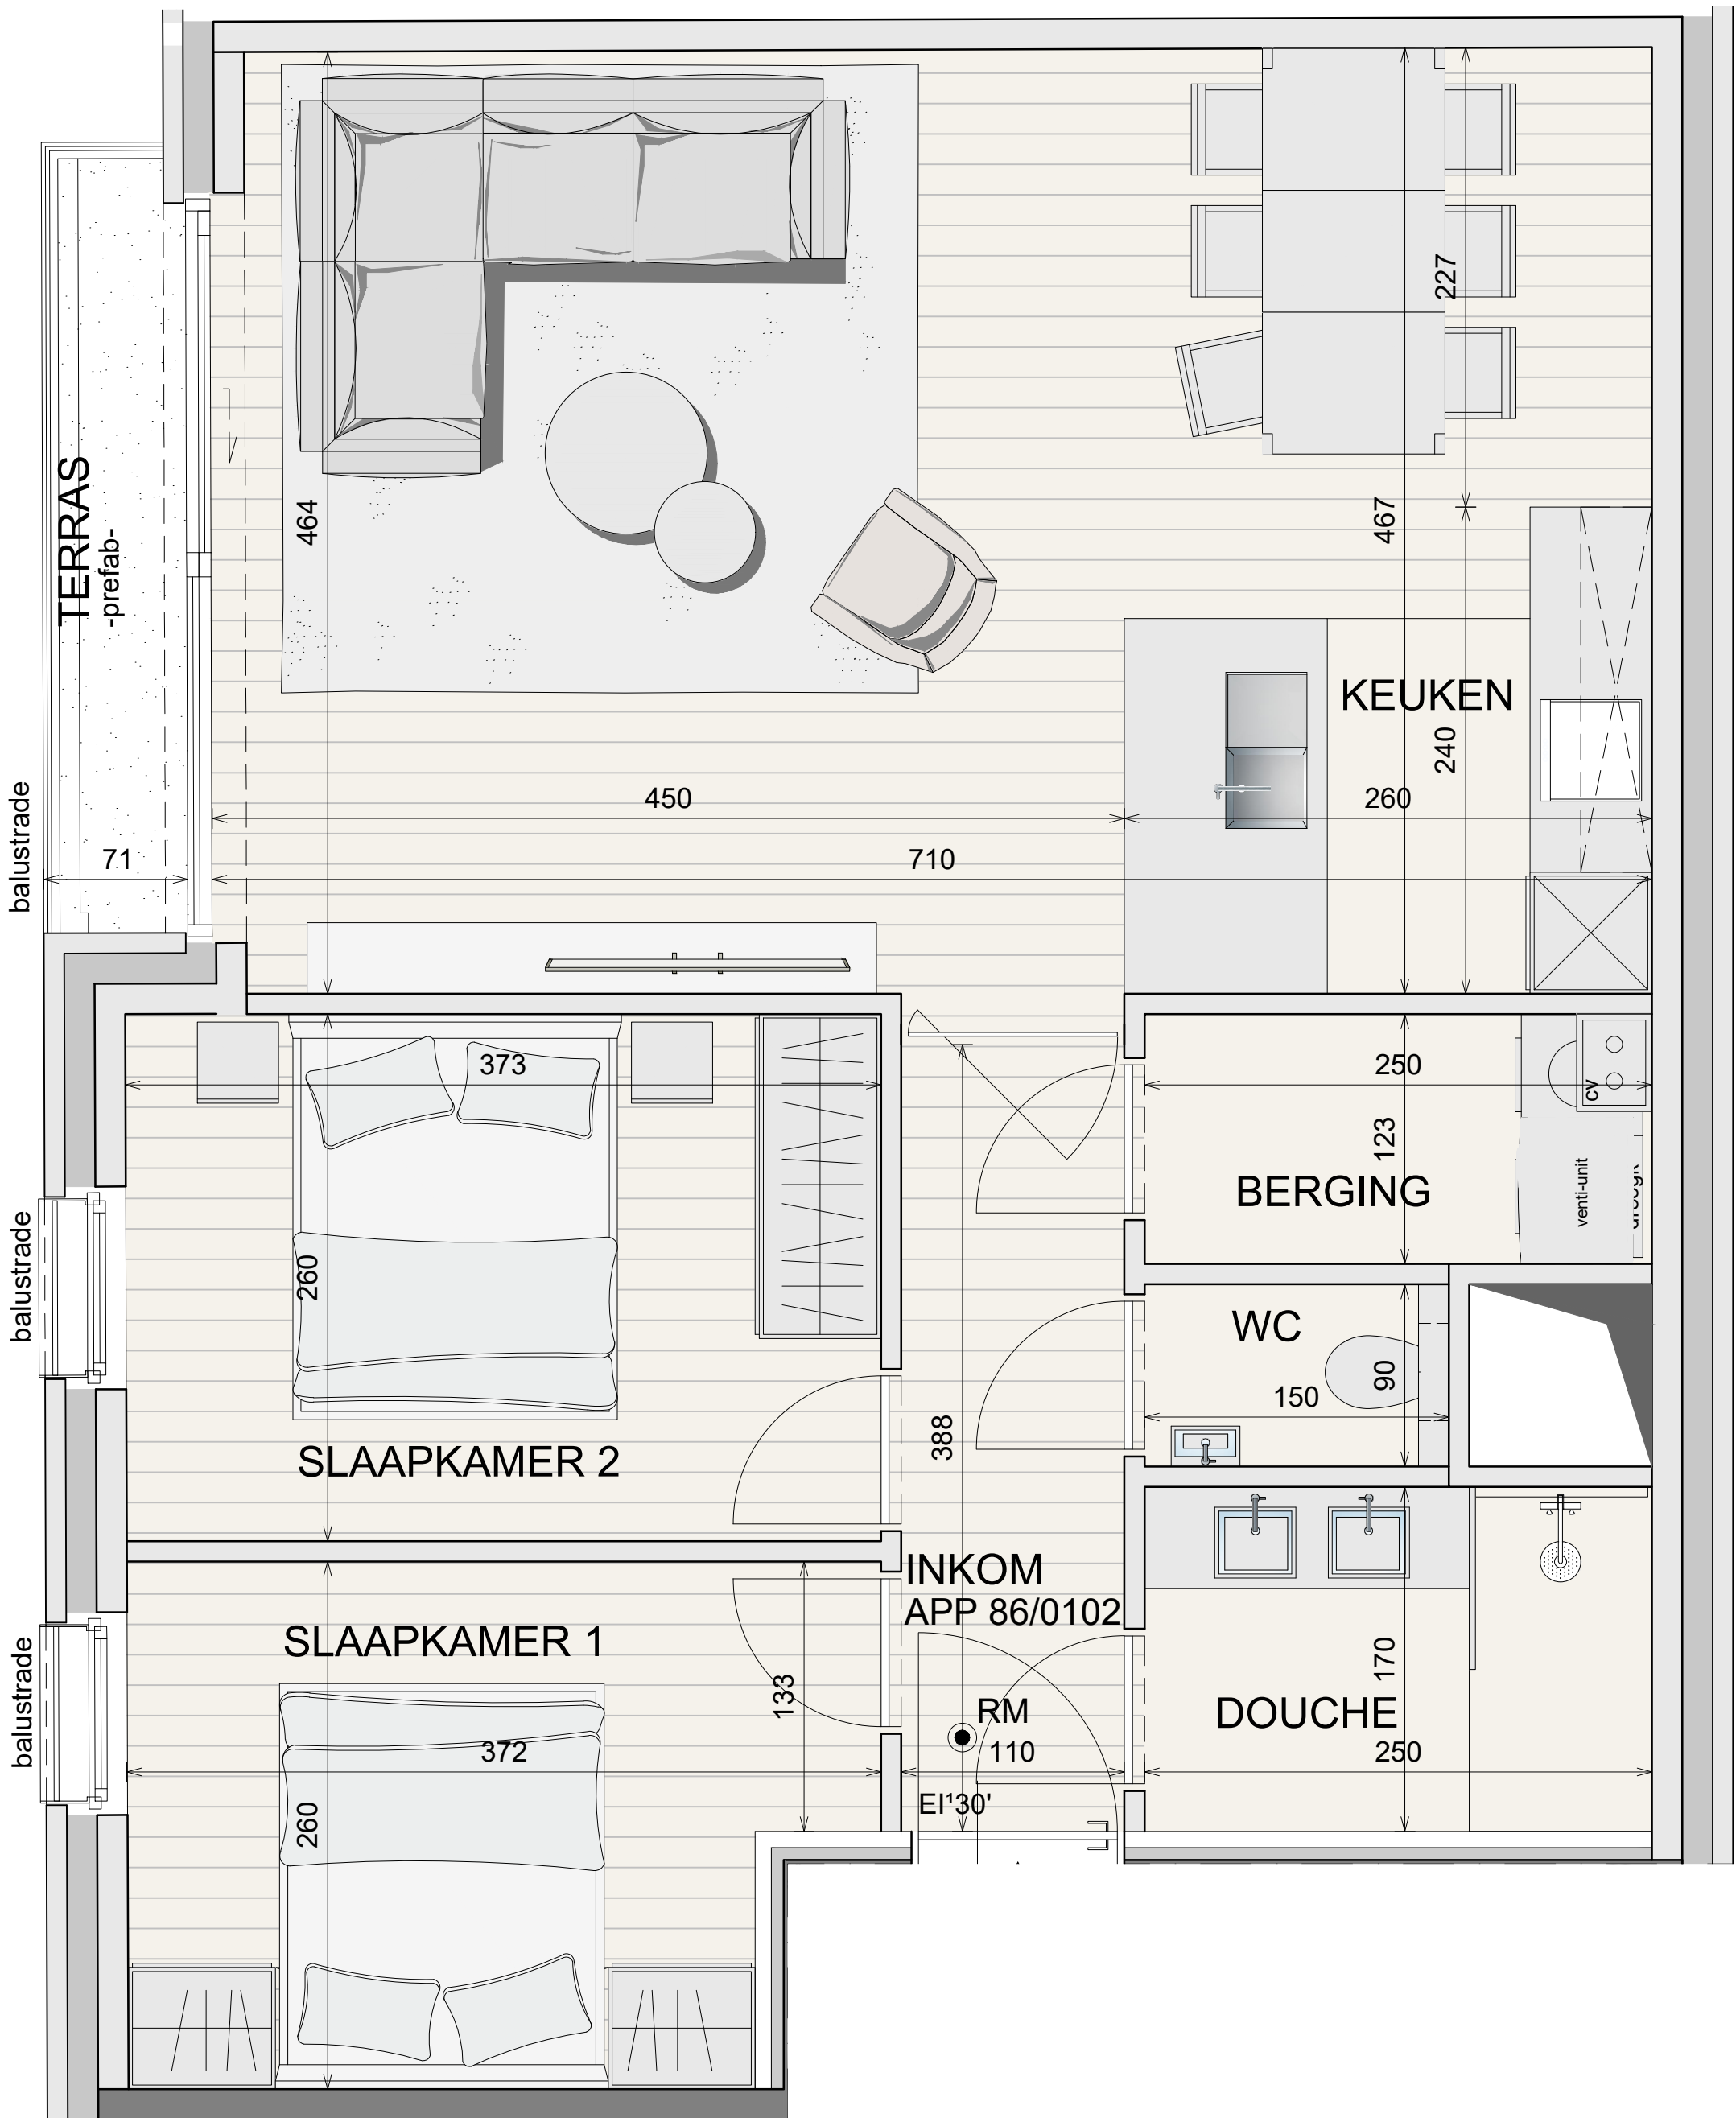 227
TERRAS
-prefab-
464
467
KEUKEN
240
450
260
balustrade
71
710
373
250
cv
123
BERGING
venti-unit
balustrade
260
WC
90
150
388
SLAAPKAMER 2
INKOM
APP 86/0102
SLAAPKAMER 1
balustrade
133
170
RM
DOUCHE
372
110
250
EI¹30'
260